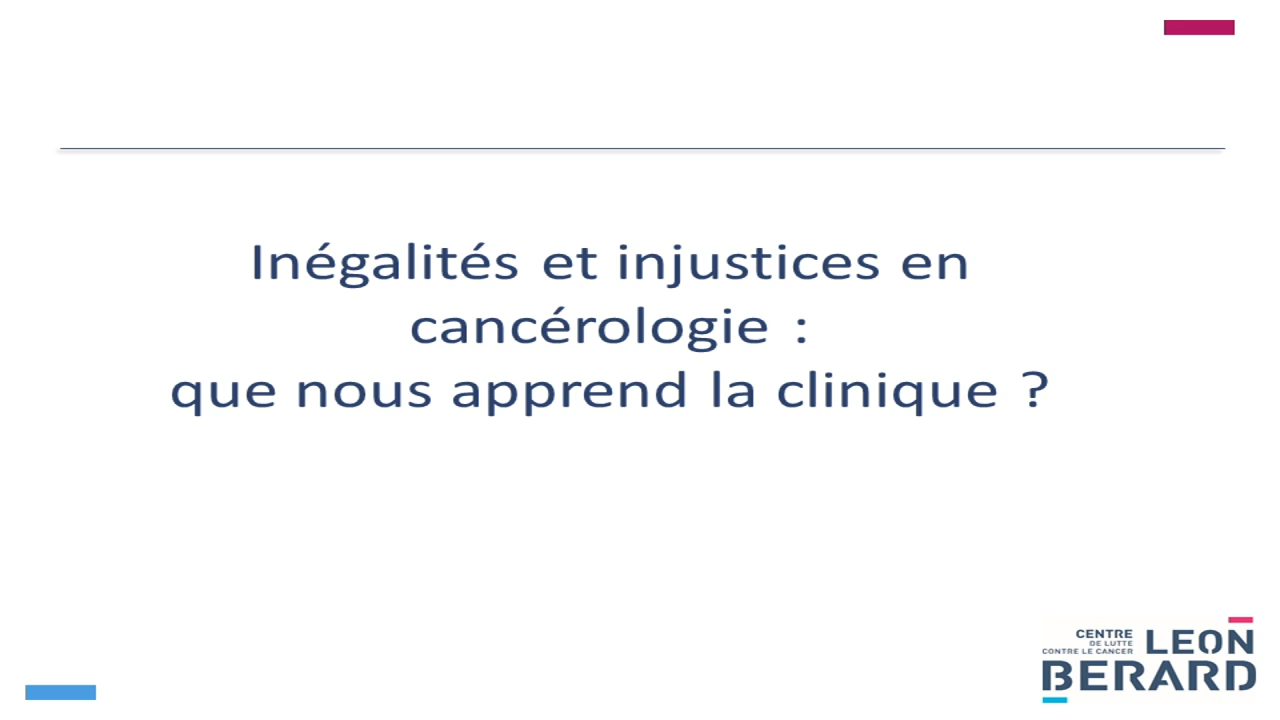 Inégalités et injustices en
cancérologie :
que nous apprend la clinique ?
CENTRE
DE LUTTE
CONTRE LE CANCER
LEON
BERARD